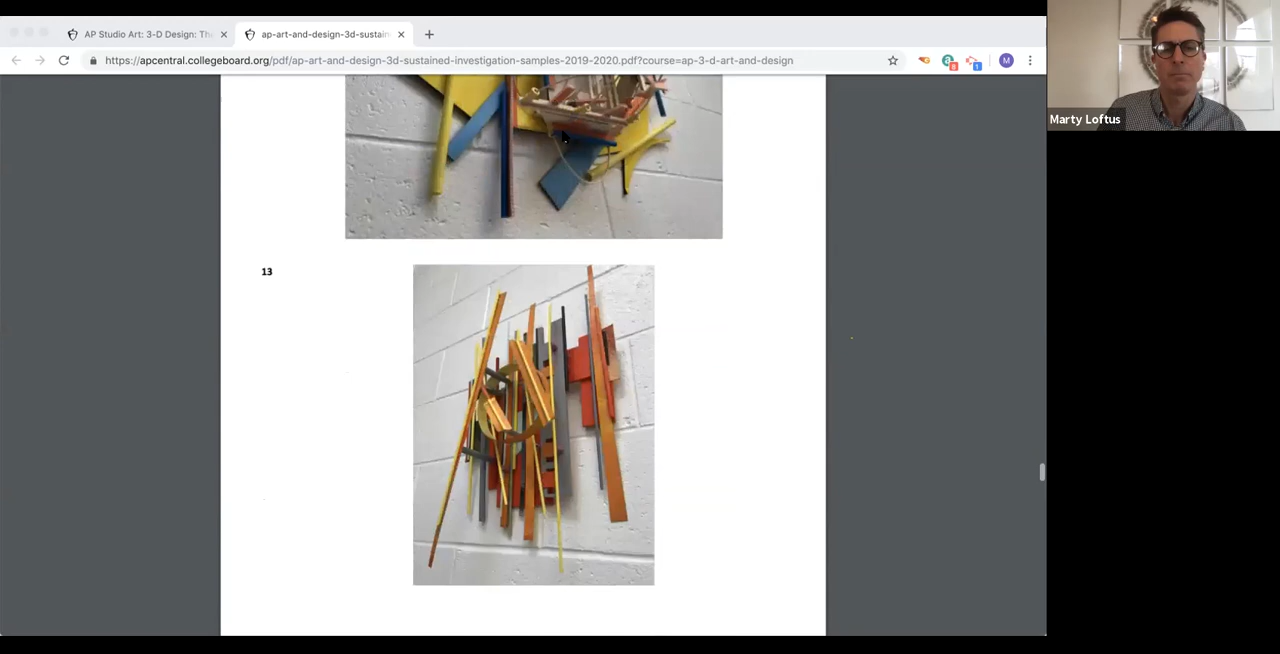 AP Studio Art: 3-D Design: Th
ap-art-and-design-3d-sustain
https://apcentral.collegeboard.org/pdf/ap-art-and-design-3d-sustained-investigation-samples-2019-2020.pdf?course=ap-3-d-art-and-design
M
Marty Loftus
13